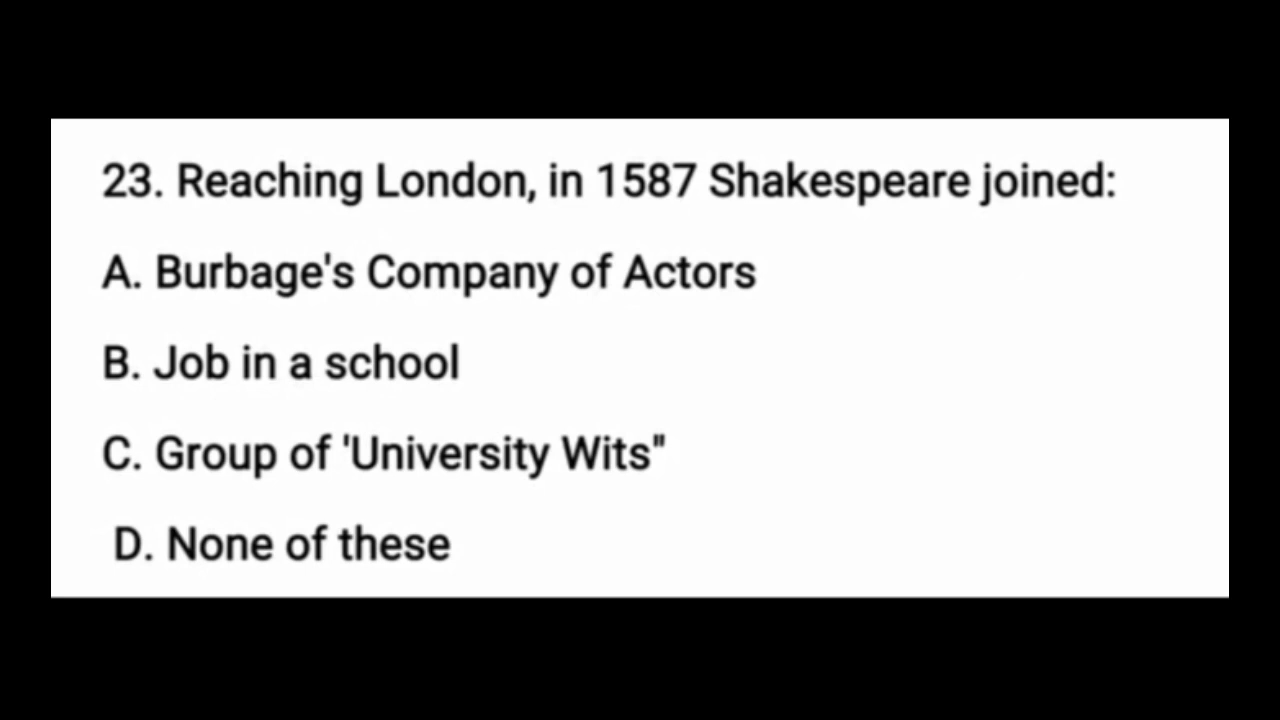 23. Reaching London, in 1587 Shakespeare joined:
A. Burbage's Company of Actors
B. Job in a school
C. Group of 'University Wits"
D. None of these